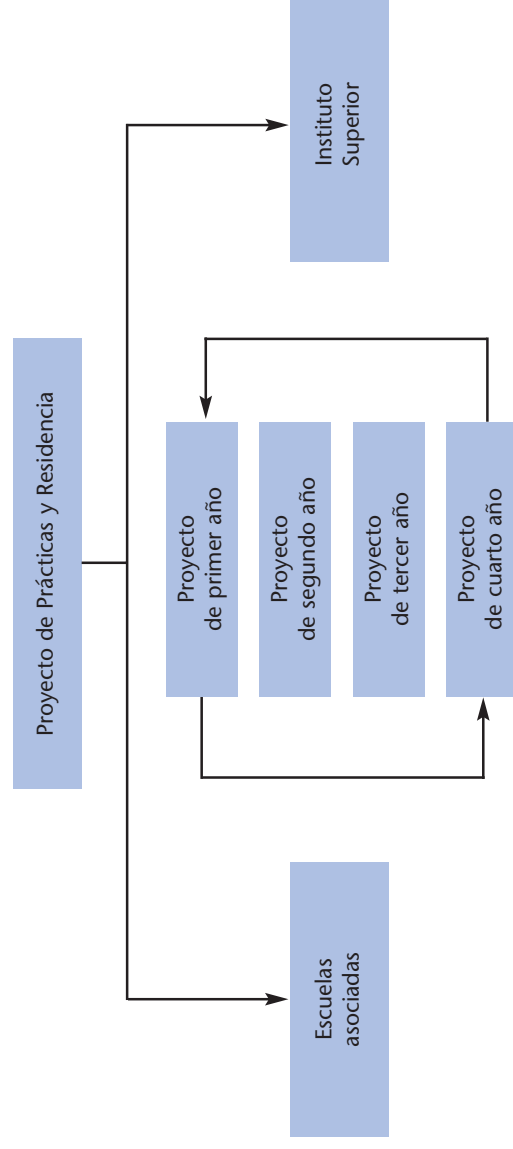 Proyecto de Prácticas y Residencia
Escuelas
asociadas
Proyecto
de primer año
Proyecto
de segundo año
Proyecto
de tercer año
Proyecto
de cuarto año
Instituto
Superior